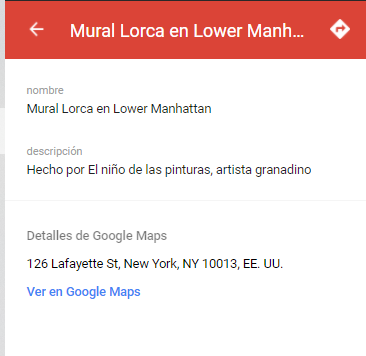 Mural Lorca en Lower Manh...
nombre
Mural Lorca en Lower Manhattan
descripción
Hecho por El niño de las pinturas, artista granadino
Detalles de Google Maps
126 Lafayette St, New York, NY 10013, EE. UU.
Ver en Google Maps